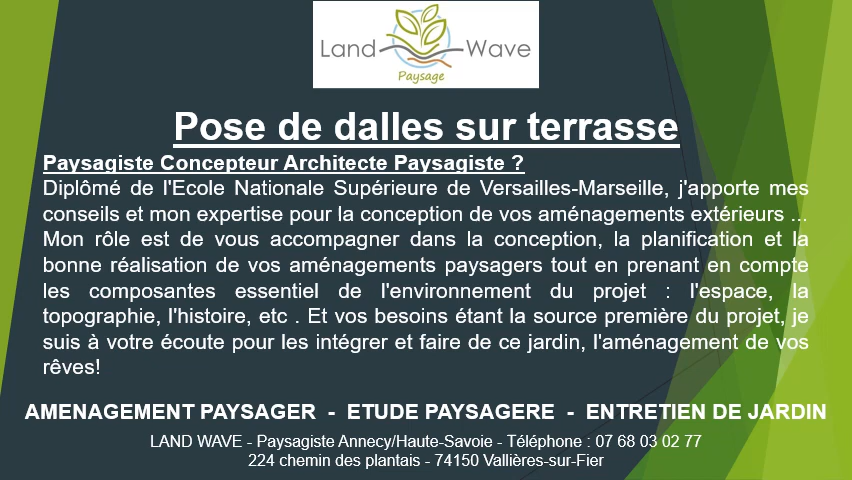 Land Wave
Paysage
Pose de dalles sur terrasse
Paysagiste Concepteur Architecte Paysagiste ?
Diplômé de l'Ecole Nationale Supérieure de Versailles-Marseille, j'apporte mes
conseils et mon expertise pour la conception de vos aménagements extérieurs ...
Mon rôle est de vous accompagner dans la conception, la planification et la
bonne réalisation de vos aménagements paysagers tout en prenant en compte
les composantes essentiel de l'environnement du projet : l'espace, la
topographie, l'histoire, etc . Et vos besoins étant la source première du projet, je
suis à votre écoute pour les intégrer et faire de ce jardin, l'aménagement de vos
rêves!
AMENAGEMENT PAYSAGER - ETUDE PAYSAGERE - ENTRETIEN DE JARDIN
LAND WAVE - Paysagiste Annecy/Haute-Savoie - Téléphone : 07 68 03 02 77
224 chemin des plantais - 74150 Vallières-sur-Fier